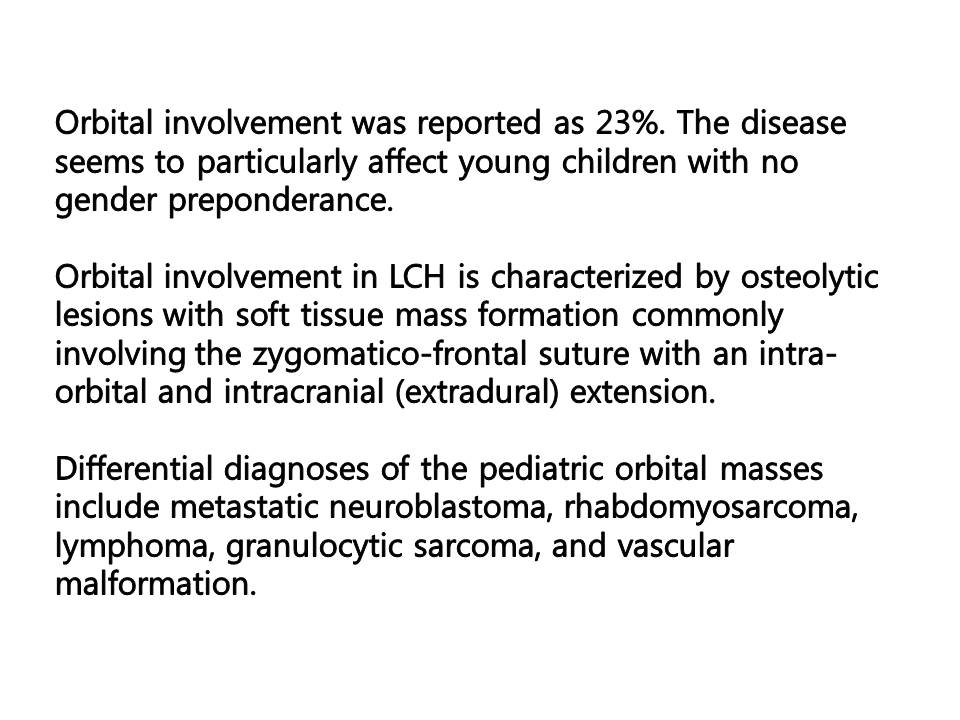 Orbital involvement was reported as 23%. The disease
seems to particularly affect young children with no
gender preponderance.
Orbital involvement in LCH is characterized by osteolytic
lesions with soft tissue mass formation commonly
involving the zygomatico-frontal suture with an intra-
orbital and intracranial (extradural) extension.
Differential diagnoses of the pediatric orbital masses
include metastatic neuroblastoma, rhabdomyosarcoma,
lymphoma, granulocytic sarcoma, and vascular
malformation.